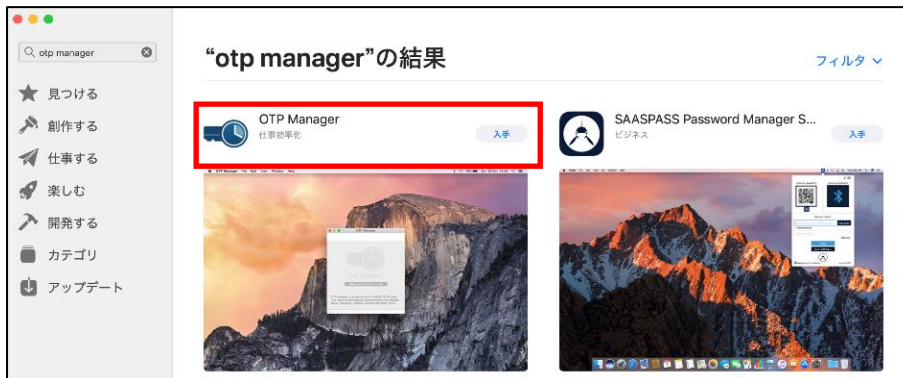 otp manager
“otp manager”の結果
フィルタ
見つける
創作する
仕事する
楽しむ
開発する
カテゴリ
アップデート
OTP Manager
仕事効率化
入手
SAASPASS Password Manager S...
ビジネス
入手